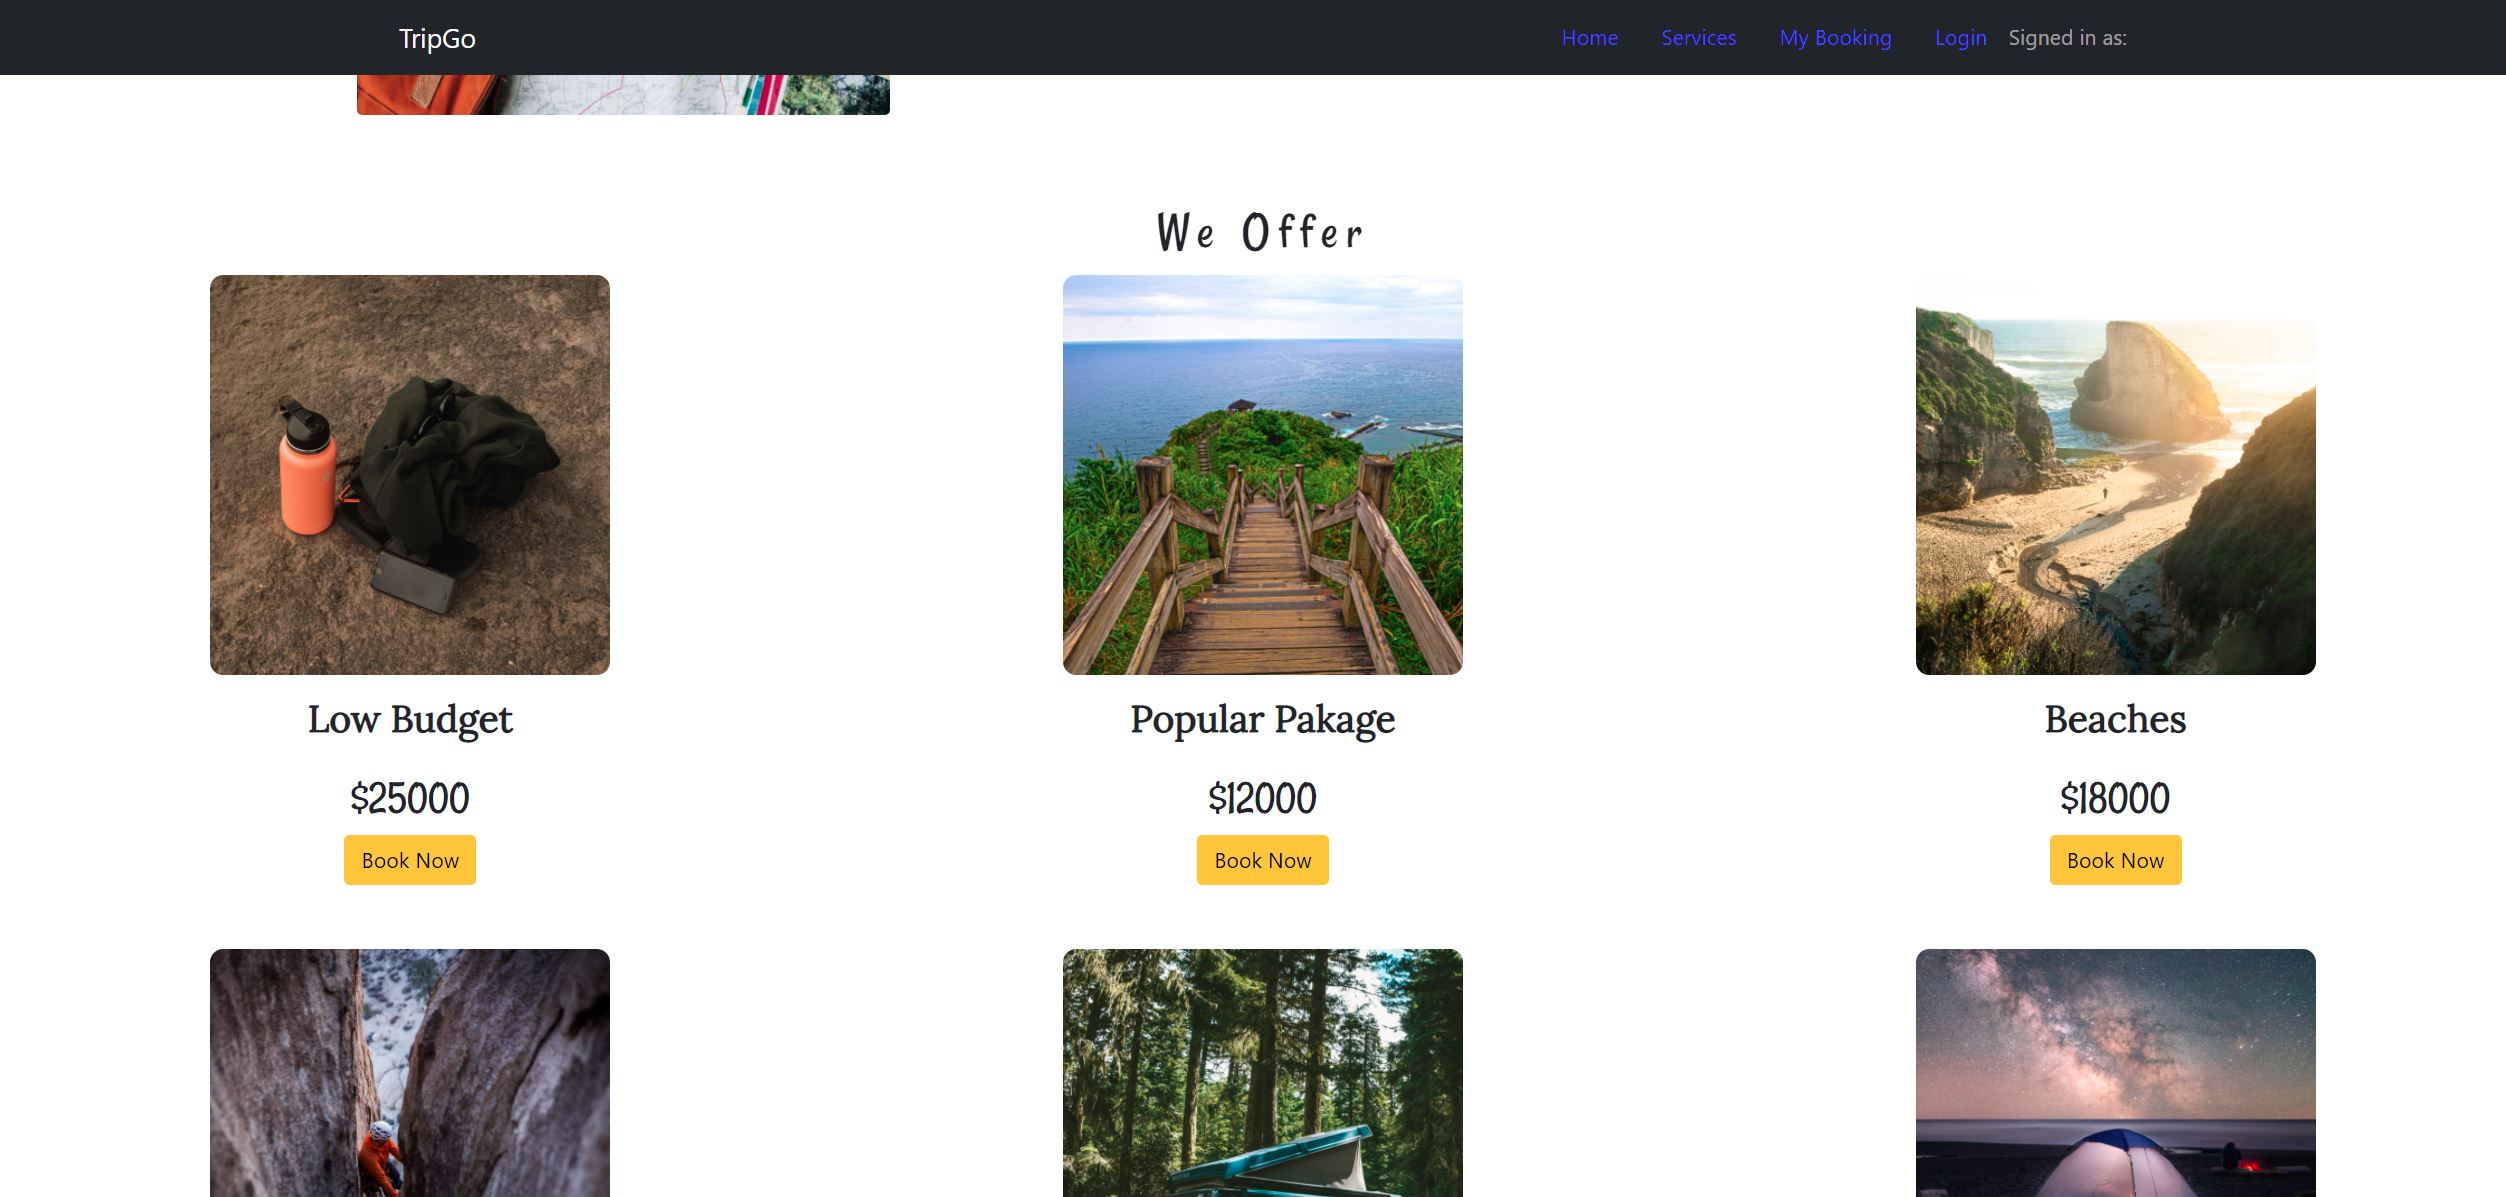 TripGo Home Services My Booking Login Signed in as:
We Offer
Low Budget Popular Pakage Beaches
$25000 $12000 $18000
Book Now Book Now Book Now